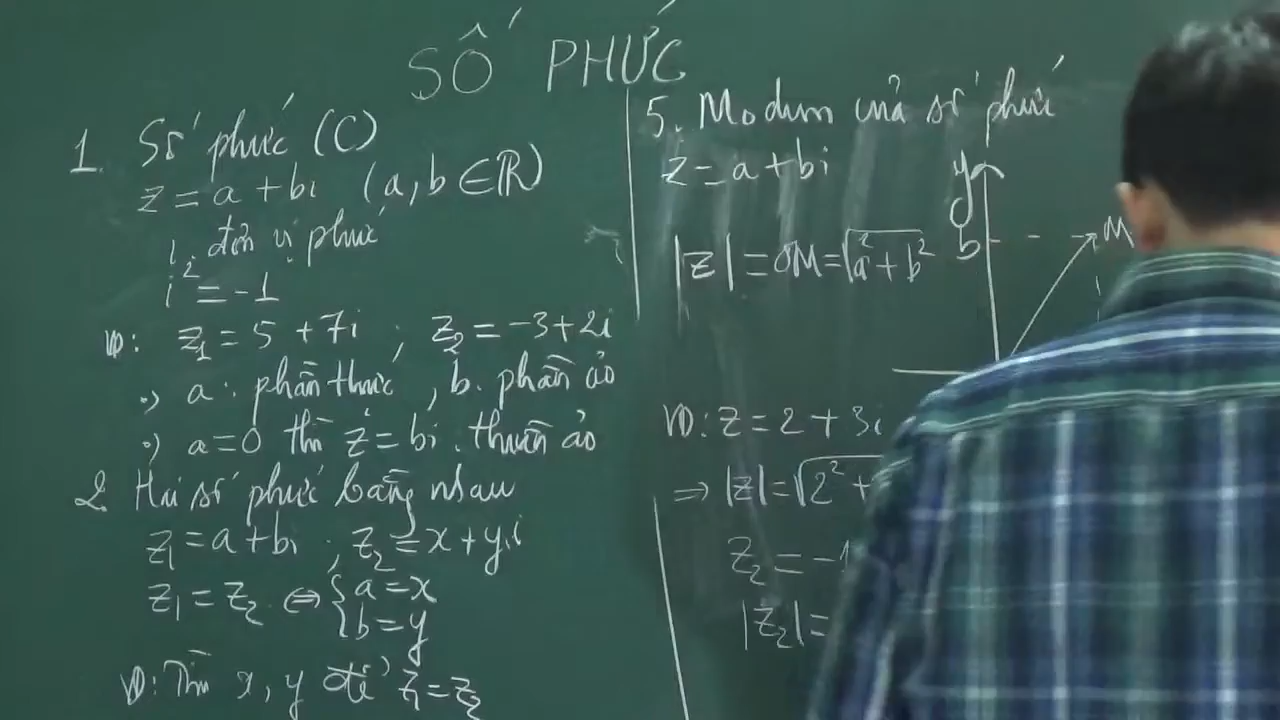 SỐ PHỨC
1. Số phức (C)
z = a + bi (a, b ∈ ℝ)
i: đơn vị phức
i² = -1
VD: z₁ = 5 + 7i ; z₂ = -3 + 2i
a: phần thực, b: phần ảo
a = 0 thì z = bi: thuần ảo
2. Hai số phức bằng nhau
z₁ = a + bi ; z₂ = x + y.i
z₁ = z₂ ⇔ { a = x
{ b = y
VD: Tìm x, y để z₁ = z₂
5. Modun của số phức
z = a + bi
|z| = OM = √a² + b²
y
b
M
VD: z = 2 + 3i
⇒ |z| = √2² +
z₂ = -
|z₂| =